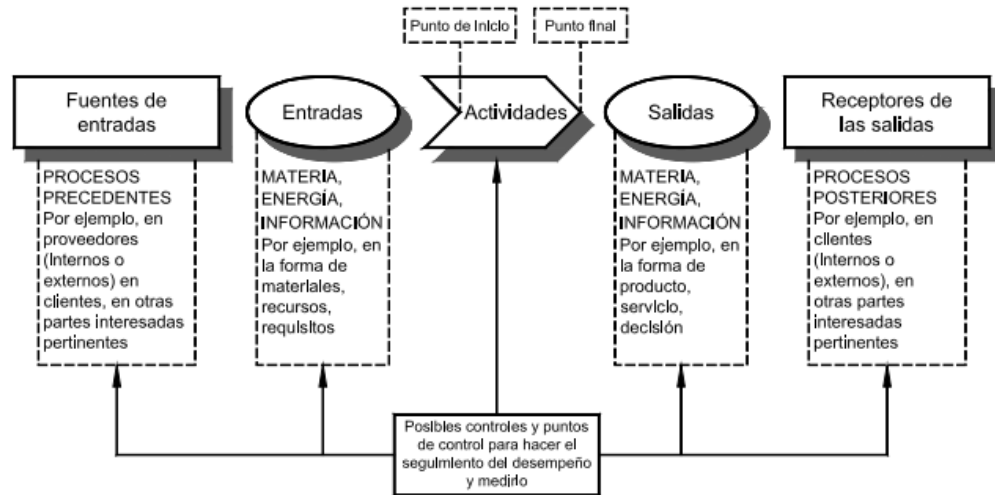 Punto de inicio
Punto final
Fuentes de
entradas
Entradas
Actividades
Salidas
Receptores de
las salidas
PROCESOS
PRECEDENTES
Por ejemplo, en
proveedores
(internos o
externos) en
clientes, en otras
partes interesadas
pertinentes
MATERIA,
ENERGÍA,
INFORMACIÓN
Por ejemplo, en
la forma de
materiales,
recursos,
requisitos
MATERIA,
ENERGÍA,
INFORMACIÓN
Por ejemplo, en
la forma de
producto,
servicio,
decisión
PROCESOS
POSTERIORES
Por ejemplo, en
clientes
(internos o
externos), en
otras partes
interesadas
pertinentes
Posibles controles y puntos
de control para hacer el
seguimiento del desempeño
y medirlo